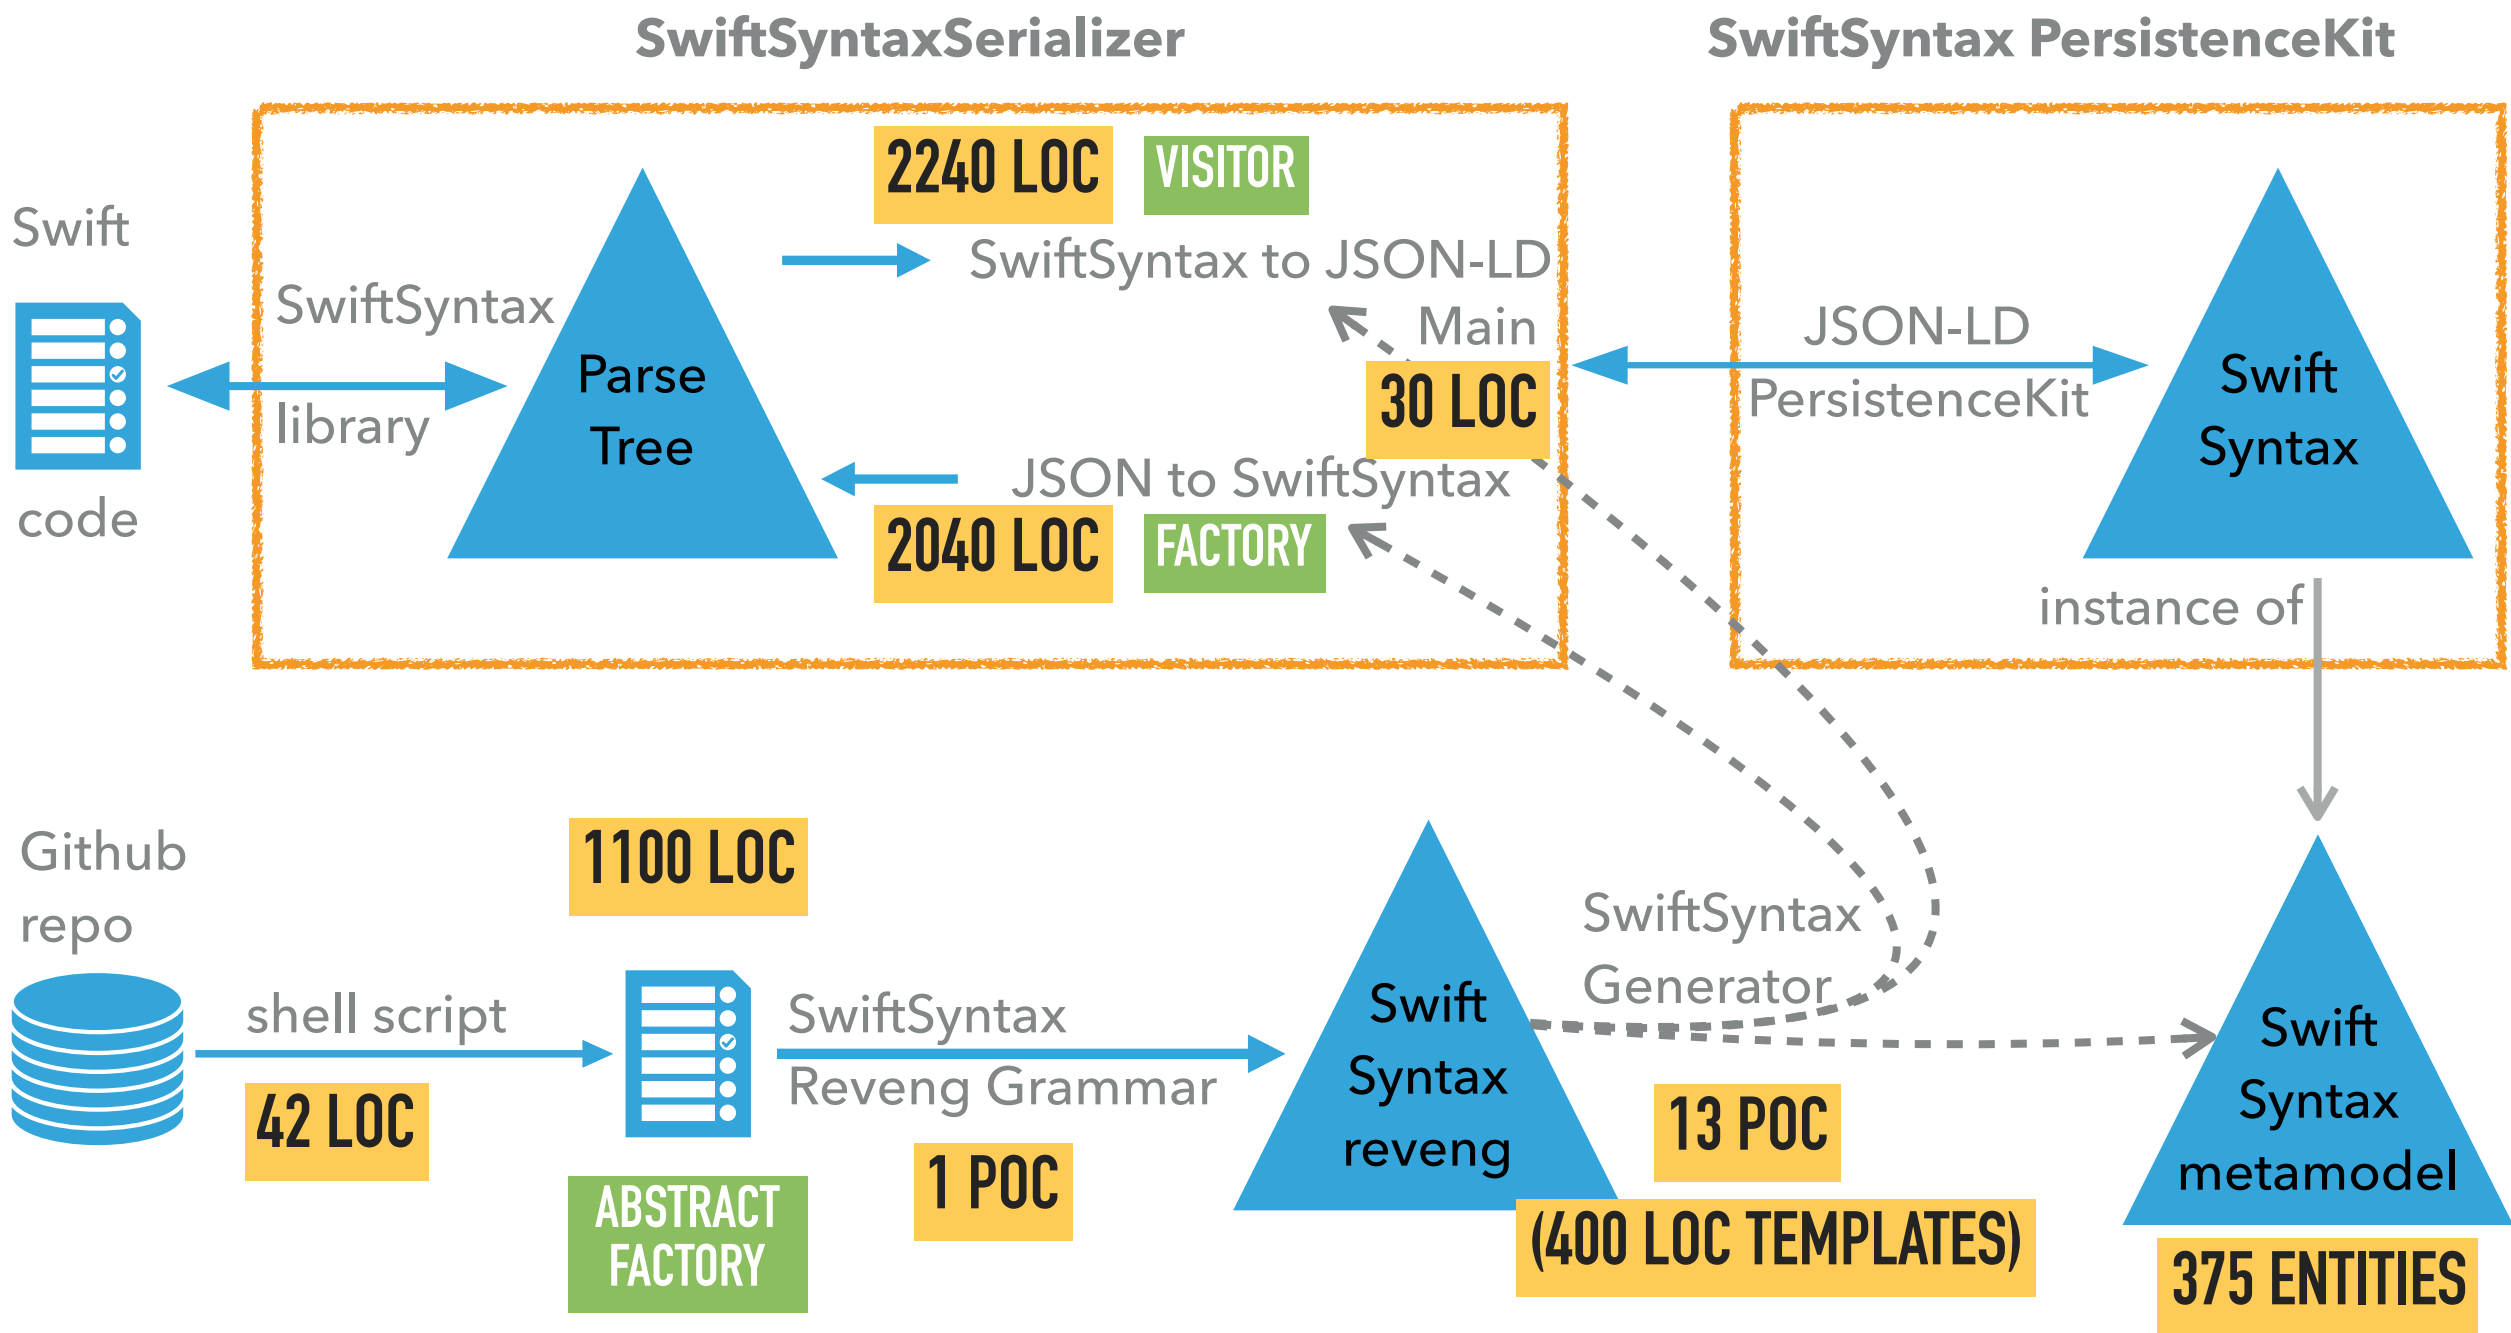 SwiftSyntaxSerializer
SwiftSyntax PersistenceKit
2240 LOC
VISITOR
Swift
code
SwiftSyntax
library
Parse
Tree
SwiftSyntax to JSON-LD
Main
30 LOC
JSON to SwiftSyntax
2040 LOC
FACTORY
JSON-LD
PersistenceKit
Swift
Syntax
instance of
Github
repo
shell script
42 LOC
1100 LOC
ABSTRACT
FACTORY
SwiftSyntax
Reveng Grammar
1 POC
Swift
Syntax
reveng
SwiftSyntax
Generator
13 POC
(400 LOC TEMPLATES)
Swift
Syntax
metamodel
375 ENTITIES